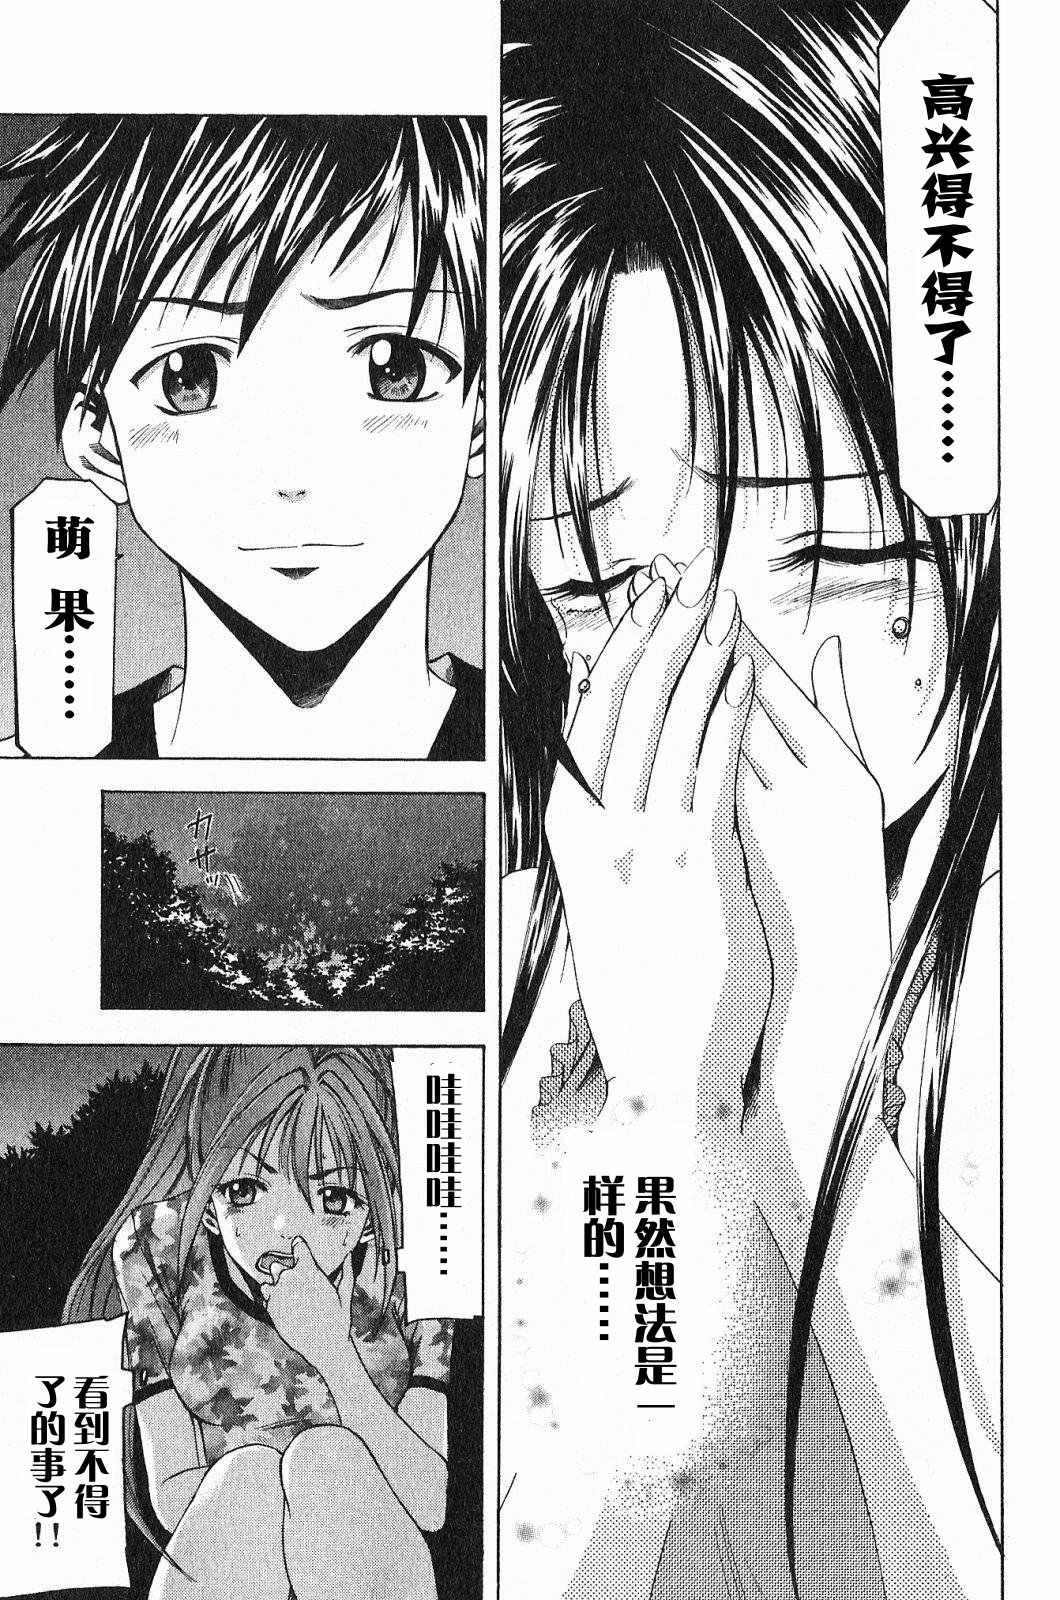 高兴得不得了……
果然想法是一
样的……
萌果……
カサッ
哇哇哇哇……
看到不得
了的事了!!